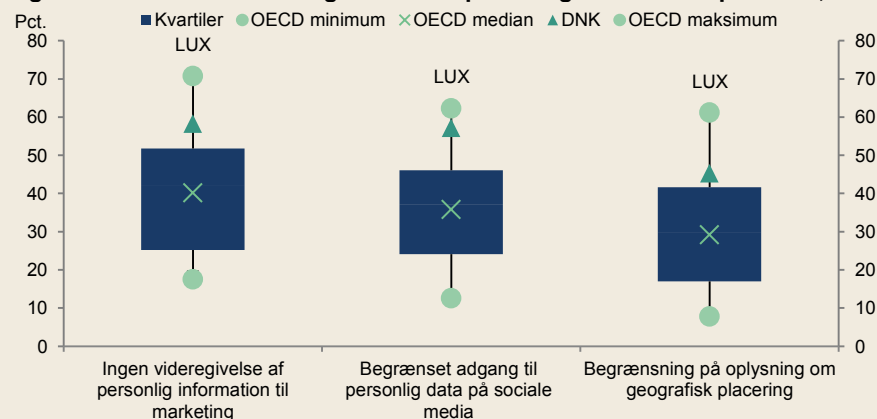 Pct.
Kvartiler OECD minimum OECD median DNK OECD maksimum
80 80
70 70
60 60
50 50
40 40
30 30
20 20
10 10
0 0
LUX LUX LUX
Ingen videregivelse af personlig information til marketing
Begrænset adgang til personlig data på sociale media
Begrænsning på oplysning om geografisk placering